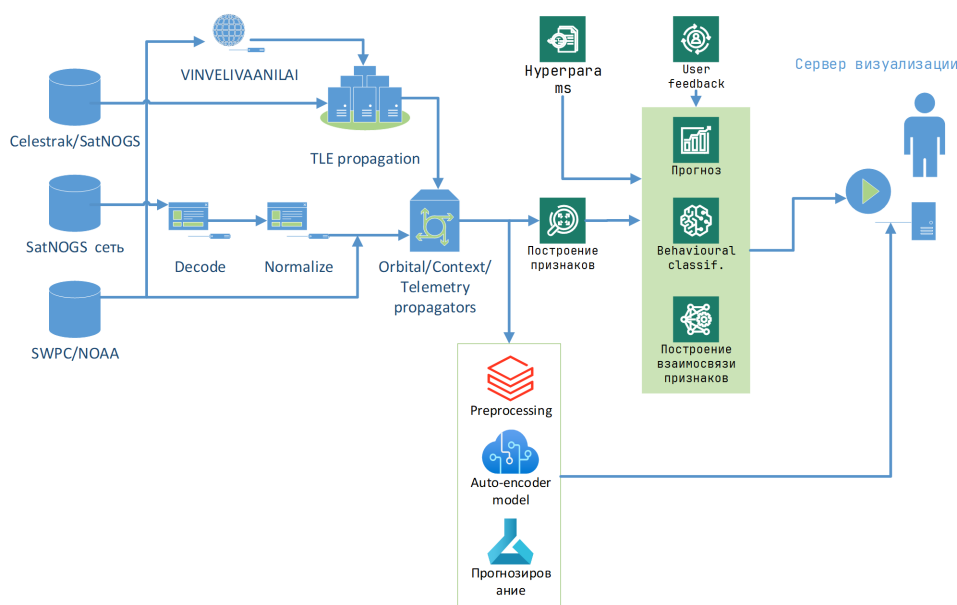 VINVELIVAANILAI
Celestrak/SatNOGS
TLE propagation
SatNOGS сеть
Decode
Normalize
Orbital/Context/
Telemetry
propagators
SWPC/NOAA
Hyperpara
ms
User
feedback
Сервер визуализации
Прогноз
Построение
признаков
Behavioural
classif.
Построение
взаимосвязи
признаков
Preprocessing
Auto-encoder
model
Прогнозиров
ание